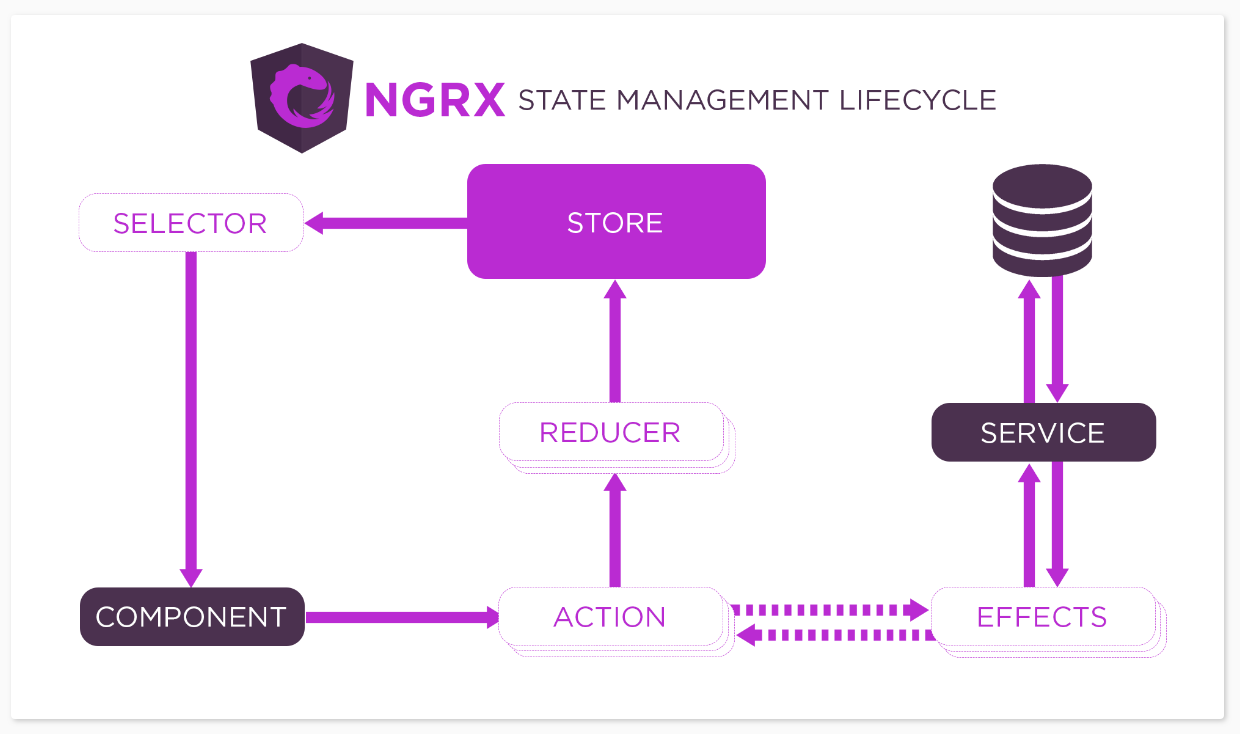 NGRX STATE MANAGEMENT LIFECYCLE
SELECTOR
STORE
REDUCER
SERVICE
COMPONENT
ACTION
EFFECTS